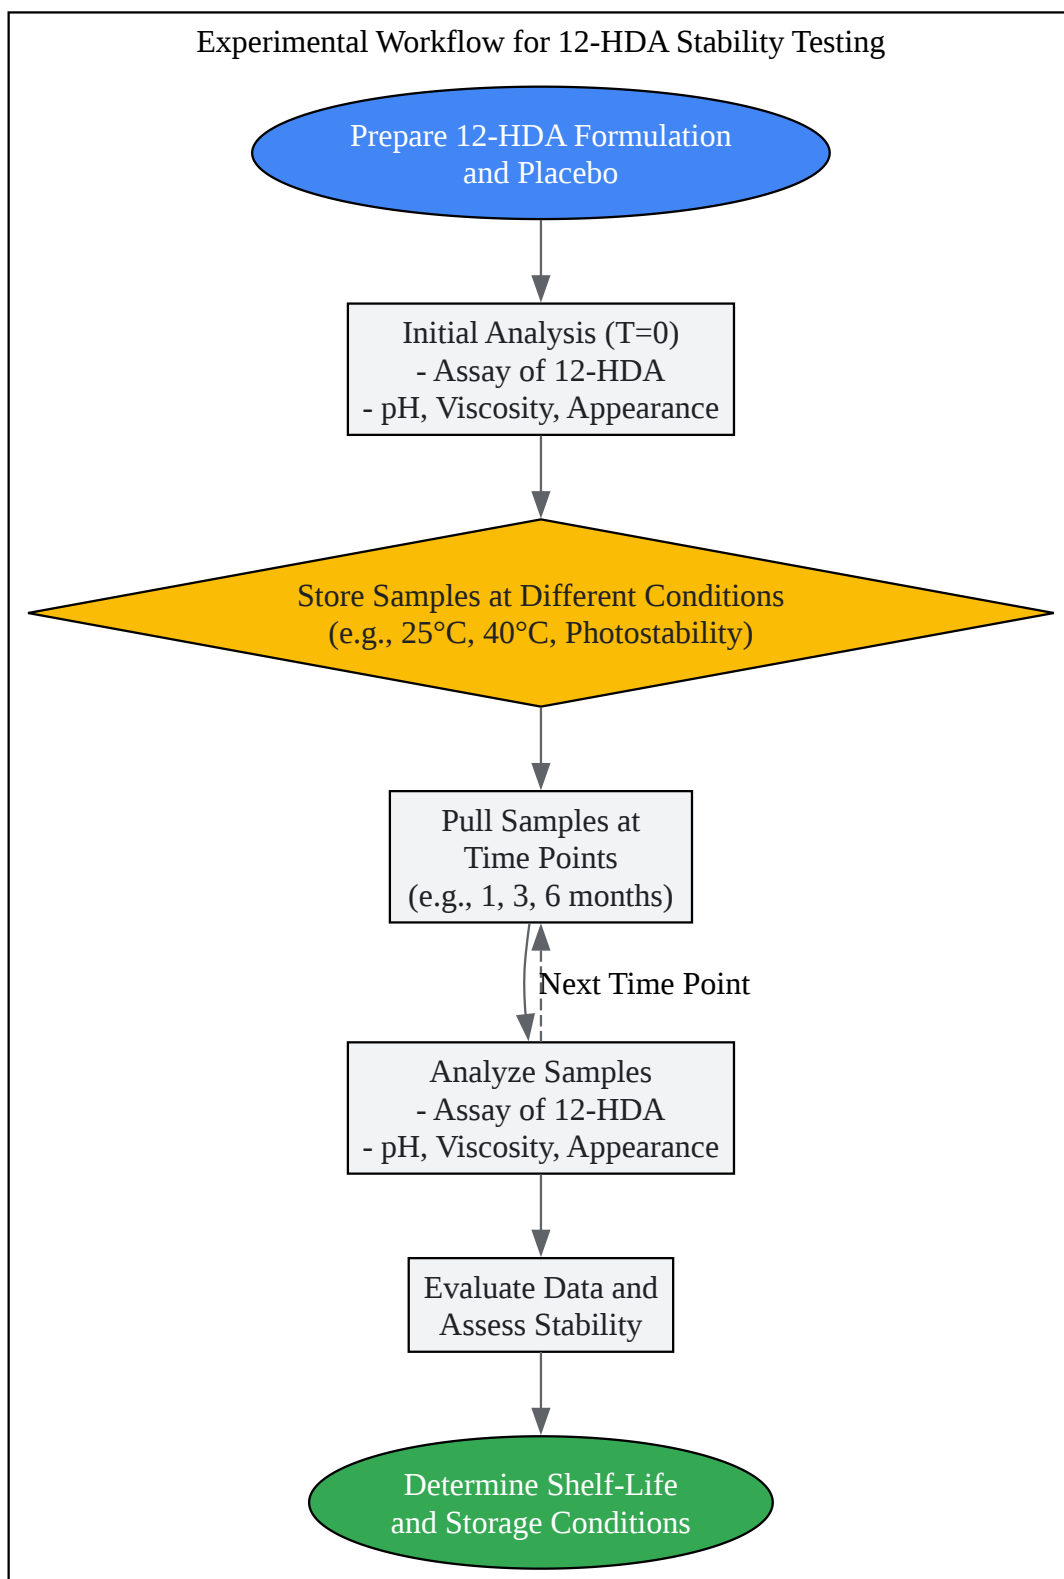 Experimental Workflow for 12-HDA Stability Testing
Prepare 12-HDA Formulation
and Placebo
Initial Analysis (T=0)
- Assay of 12-HDA
- pH, Viscosity, Appearance
Store Samples at Different Conditions
(e.g., 25°C, 40°C, Photostability)
Pull Samples at
Time Points
(e.g., 1, 3, 6 months)
Next Time Point
Analyze Samples
- Assay of 12-HDA
- pH, Viscosity, Appearance
Evaluate Data and
Assess Stability
Determine Shelf-Life
and Storage Conditions